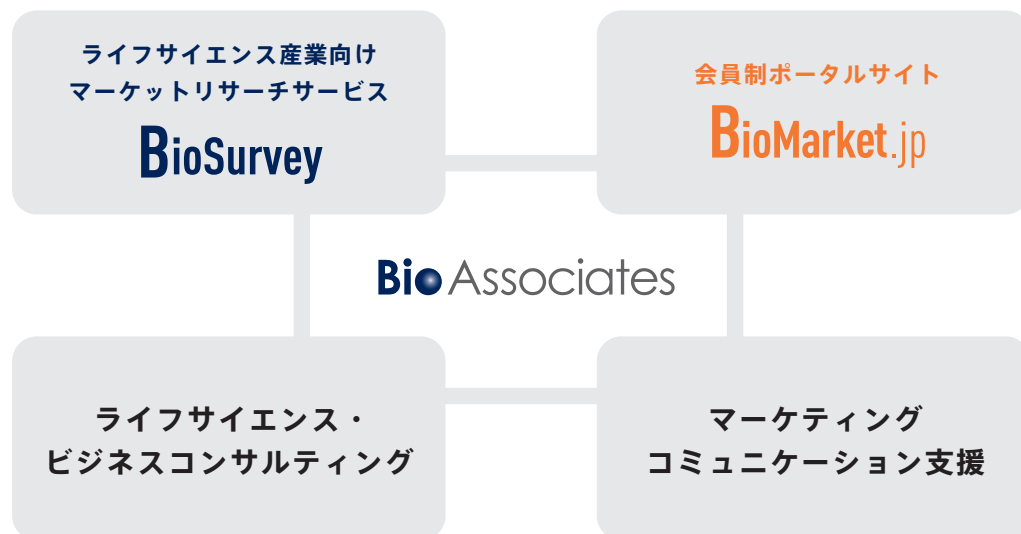 ライフサイエンス産業向け
マーケットリサーチサービス
BioSurvey
会員制ポータルサイト
BioMarket.jp
Bio Associates
ライフサイエンス・
ビジネスコンサルティング
マーケティング
コミュニケーション支援